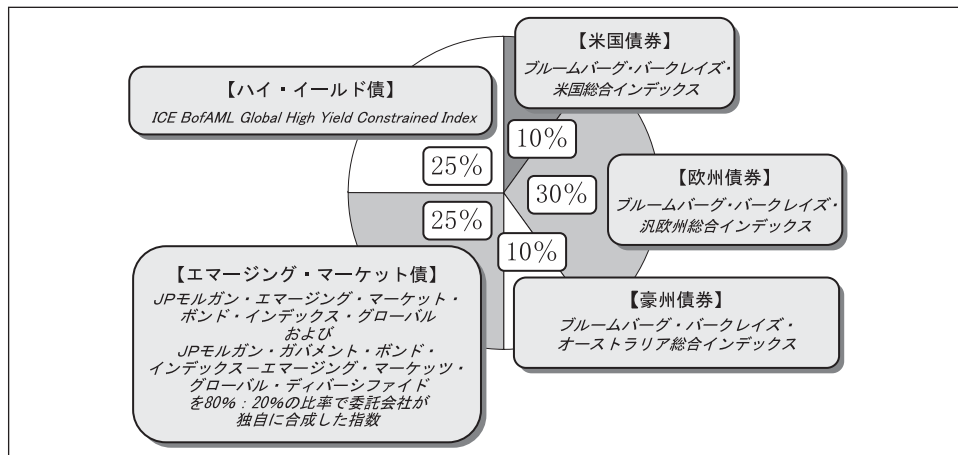 【米国債券】
ブルームバーグ・バークレイズ・
米国総合インデックス
【ハイ・イールド債】
ICE BofAML Global High Yield Constrained Index
10%
25%
【欧州債券】
ブルームバーグ・バークレイズ・
汎欧州総合インデックス
30%
25%
10%
【エマージング・マーケット債】
JPモルガン・エマージング・マーケット・
ボンド・インデックス・グローバル
および
JPモルガン・ガバメント・ボンド・
インデックス－エマージング・マーケッツ・
グローバル・ディバーシファイド
を80%：20%の比率で委託会社が
独自に合成した指数
【豪州債券】
ブルームバーグ・バークレイズ・
オーストラリア総合インデックス